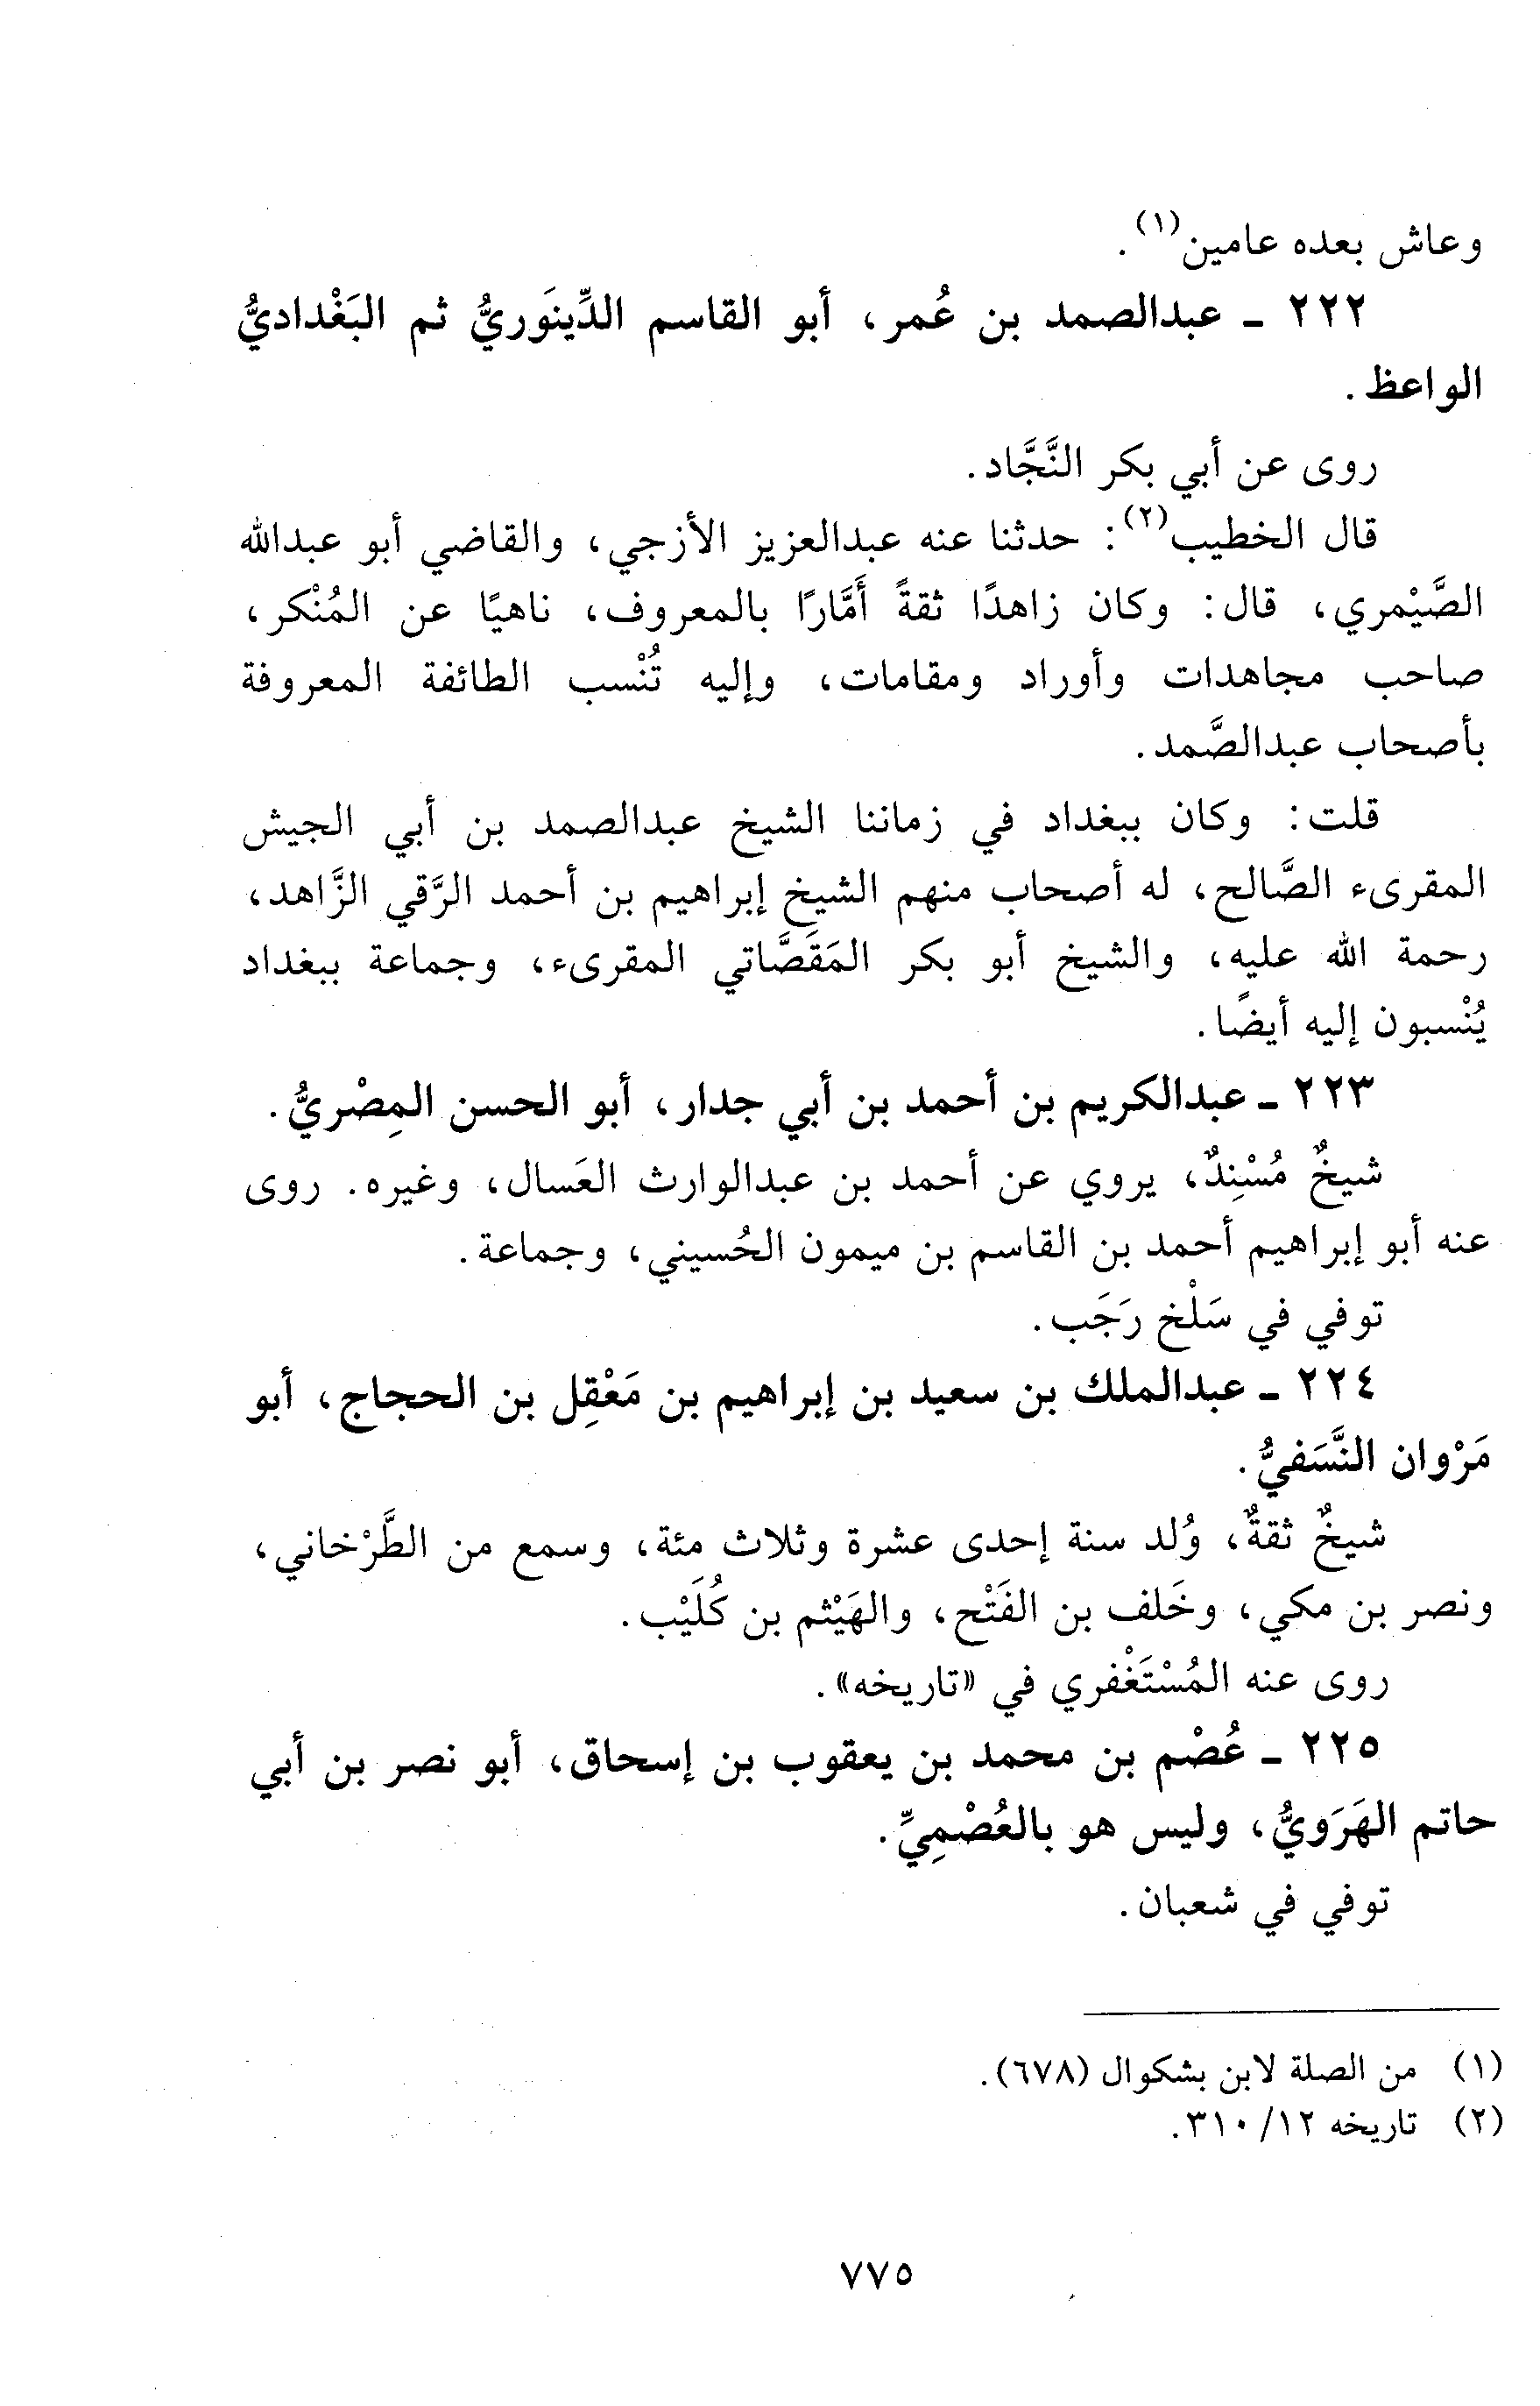 وعاش بعده عامين(١).
٢٢٢ ـ عبدالصمد بن عُمر، أبو القاسم الدِّينَوريُّ ثم البَغْداديُّ
الواعظ.
روى عن أبي بكر النَّجَّاد.
قال الخطيب(٢): حدثنا عنه عبدالعزيز الأزجي، والقاضي أبو عبدالله
الصَّيْمري، قال: وكان زاهدًا ثقةً أَمَّارًا بالمعروف، ناهيًا عن المُنْكر،
صاحب مجاهدات وأوراد ومقامات، وإليه تُنْسب الطائفة المعروفة
بأصحاب عبدالصَّمد.
قلت: وكان ببغداد في زماننا الشيخ عبدالصمد بن أبي الجيش
المقرىء الصَّالح، له أصحاب منهم الشيخ إبراهيم بن أحمد الرَّقي الزَّاهد،
رحمة الله عليه، والشيخ أبو بكر المَقَصَّاتي المقرىء، وجماعة ببغداد
يُنْسبون إليه أيضًا.
٢٢٣ ـ عبدالكريم بن أحمد بن أبي جدار، أبو الحسن المِصْريُّ.
شيخٌ مُسْنِدٌ، يروي عن أحمد بن عبدالوارث العَسال، وغيره. روى
عنه أبو إبراهيم أحمد بن القاسم بن ميمون الحُسيني، وجماعة.
توفي في سَلْخ رَجَب.
٢٢٤ ـ عبدالملك بن سعيد بن إبراهيم بن مَعْقِل بن الحجاج، أبو
مَرْوان النَّسَفيُّ.
شيخٌ ثقةٌ، وُلد سنة إحدى عشرة وثلاث مئة، وسمع من الطَّرْخاني،
ونصر بن مكي، وخَلف بن الفَتْح، والهَيْثم بن كُلَيْب.
روى عنه المُسْتَغْفري في «تاريخه».
٢٢٥ ـ عُصْم بن محمد بن يعقوب بن إسحاق، أبو نصر بن أبي
حاتم الهَرَويُّ، وليس هو بالعُصْمِيِّ.
توفي في شعبان.
(١) من الصلة لابن بشكوال (٦٧٨).
(٢) تاريخه ١٢/ ٣١٠.
٧٧٥